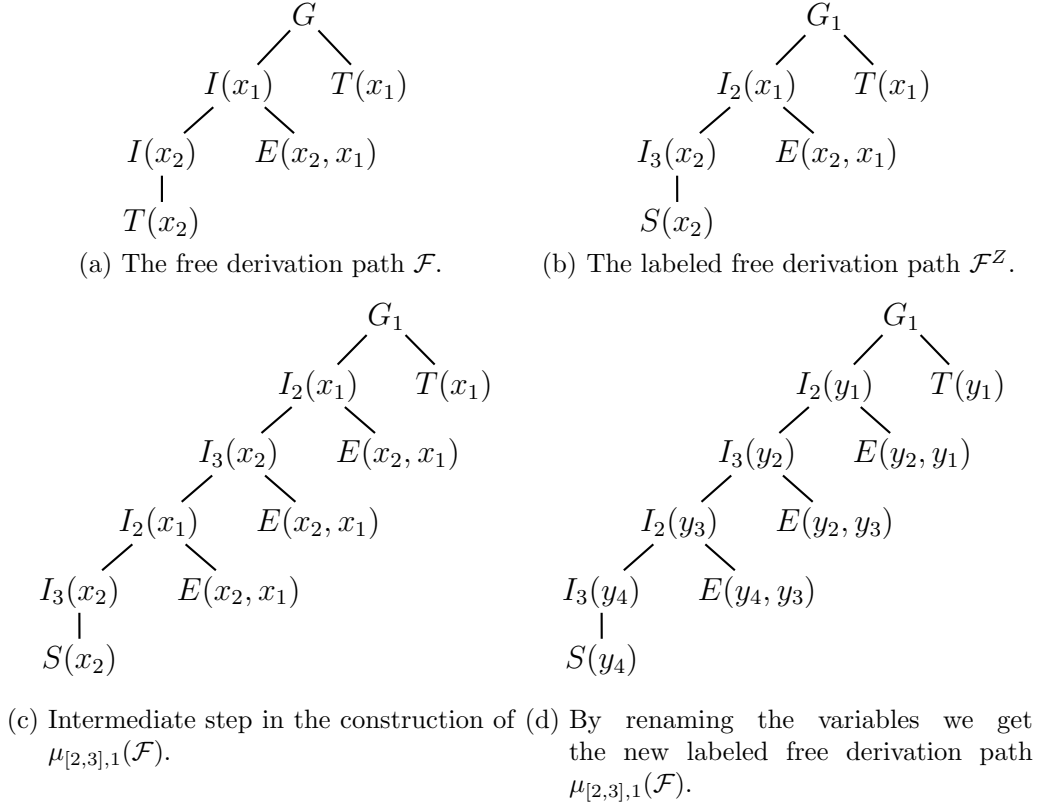 G
I(x₁) T(x₁)
I(x₂) E(x₂, x₁)
T(x₂)
(a) The free derivation path ℱ.
G₁
I₂(x₁) T(x₁)
I₃(x₂) E(x₂, x₁)
S(x₂)
(b) The labeled free derivation path ℱᶻ.
G₁
I₂(x₁) T(x₁)
I₃(x₂) E(x₂, x₁)
I₂(x₁) E(x₂, x₁)
I₃(x₂) E(x₂, x₁)
S(x₂)
(c) Intermediate step in the construction of
μ[2,3],1(ℱ).
G₁
I₂(y₁) T(y₁)
I₃(y₂) E(y₂, y₁)
I₂(y₃) E(y₂, y₃)
I₃(y₄) E(y₄, y₃)
S(y₄)
(d) By renaming the variables we get
the new labeled free derivation path
μ[2,3],1(ℱ).